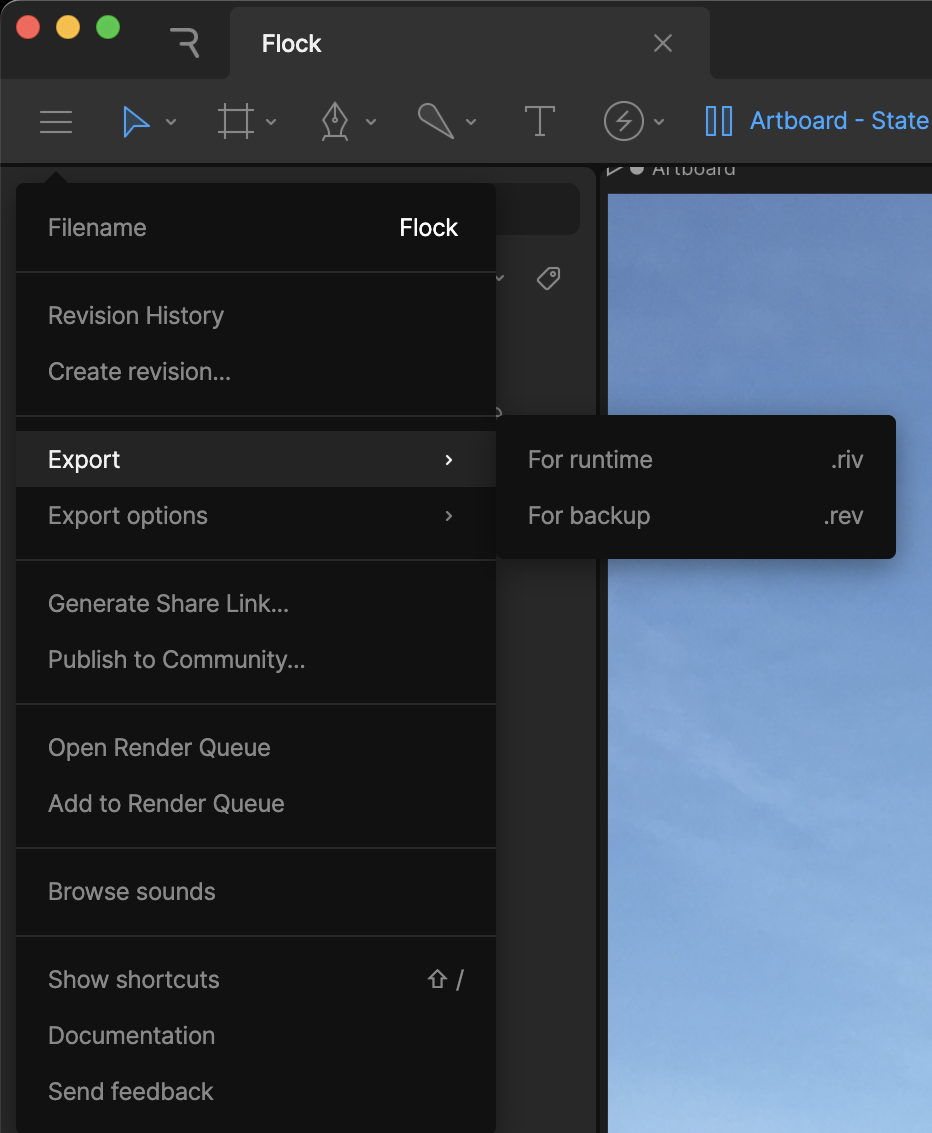 Flock
Artboard - State
Artboard
Filename Flock
Revision History
Create revision...
Export
For runtime .riv
Export options
For backup .rev
Generate Share Link...
Publish to Community...
Open Render Queue
Add to Render Queue
Browse sounds
Show shortcuts ⇧ /
Documentation
Send feedback